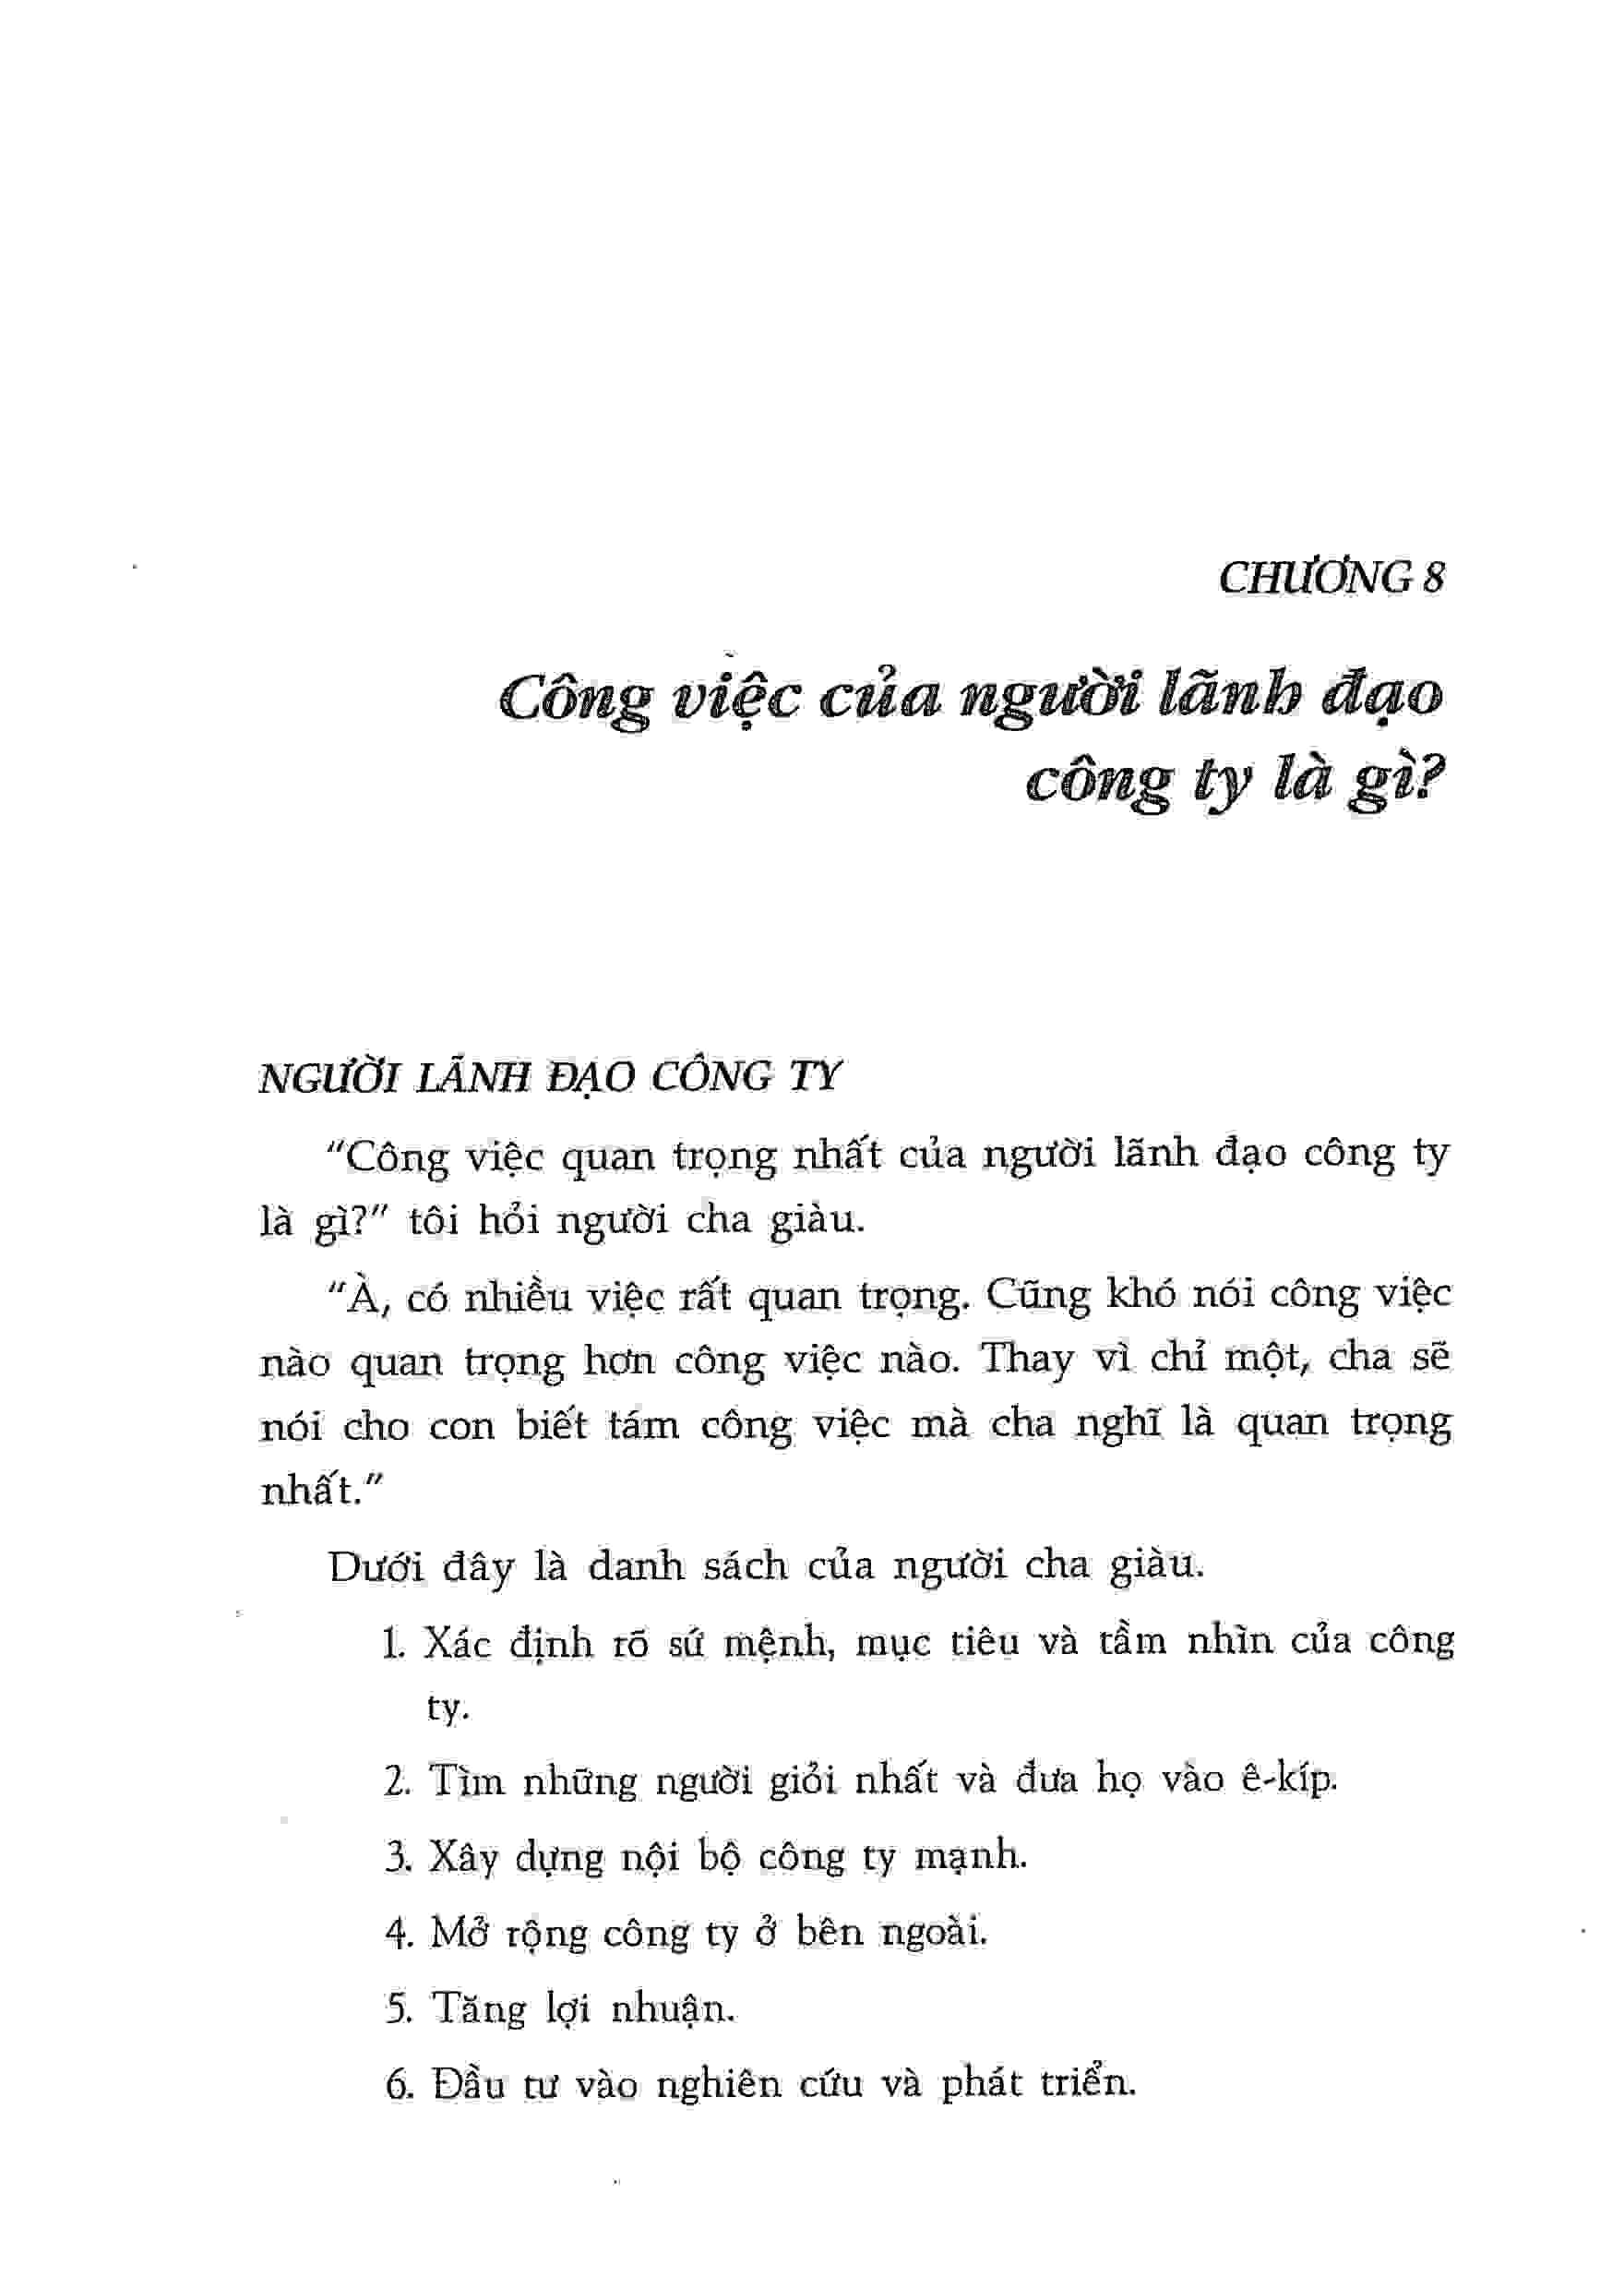 CHƯƠNG 8
Công việc của người lãnh đạo
công ty là gì?
NGƯỜI LÃNH ĐẠO CÔNG TY
"Công việc quan trọng nhất của người lãnh đạo công ty
là gì?" tôi hỏi người cha giàu.
"À, có nhiều việc rất quan trọng. Cũng khó nói công việc
nào quan trọng hơn công việc nào. Thay vì chỉ một, cha sẽ
nói cho con biết tám công việc mà cha nghĩ là quan trọng
nhất."
Dưới đây là danh sách của người cha giàu.
1. Xác định rõ sứ mệnh, mục tiêu và tầm nhìn của công
ty.
2. Tìm những người giỏi nhất và đưa họ vào ê-kíp.
3. Xây dựng nội bộ công ty mạnh.
4. Mở rộng công ty ở bên ngoài.
5. Tăng lợi nhuận.
6. Đầu tư vào nghiên cứu và phát triển.